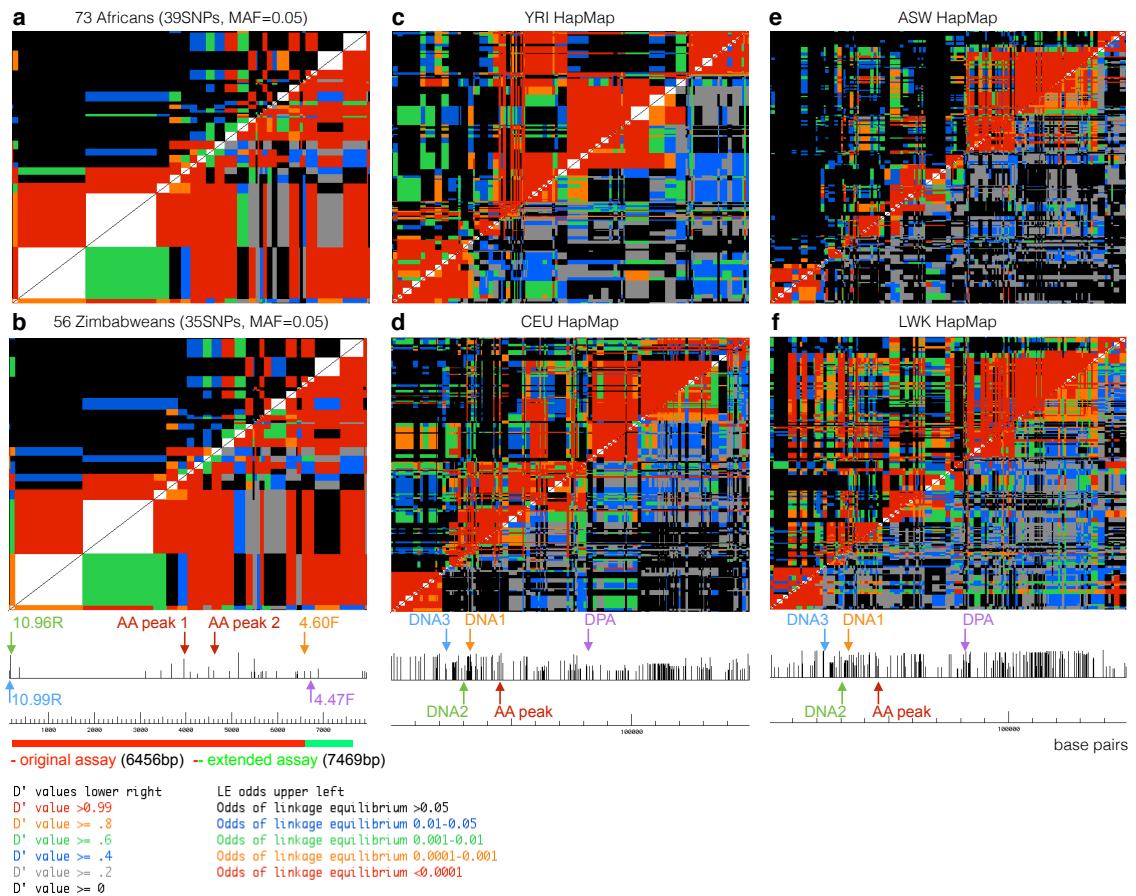 a
73 Africans (39SNPs, MAF=0.05)
c
YRI HapMap
e
ASW HapMap
b
56 Zimbabweans (35SNPs, MAF=0.05)
d
CEU HapMap
f
LWK HapMap
10.96R
AA peak 1
AA peak 2
4.60F
10.99R
4.47F
1000 2000 3000 4000 5000 6000 7000
- original assay (6456bp)
-- extended assay (7469bp)
DNA3
DNA1
DPA
DNA2
AA peak
100000
DNA3
DNA1
DPA
DNA2
AA peak
100000
base pairs
D' values lower right
D' value >0.99
D' value >= .8
D' value >= .6
D' value >= .4
D' value >= .2
D' value >= 0
LE odds upper left
Odds of linkage equilibrium >0.05
Odds of linkage equilibrium 0.01-0.05
Odds of linkage equilibrium 0.001-0.01
Odds of linkage equilibrium 0.0001-0.001
Odds of linkage equilibrium <0.0001